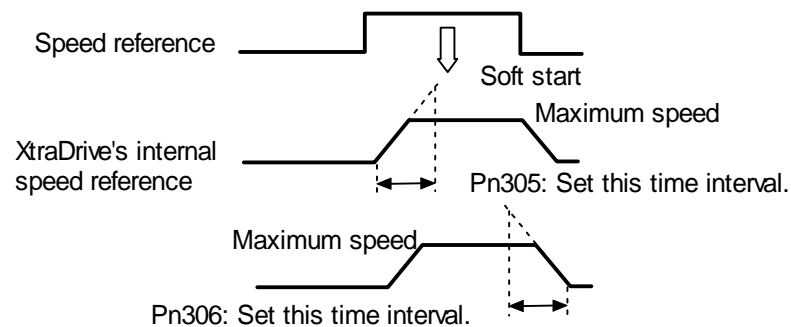 Speed reference
Soft start
Maximum speed
XtraDrive's internal
speed reference
Pn305: Set this time interval.
Maximum speed
Pn306: Set this time interval.